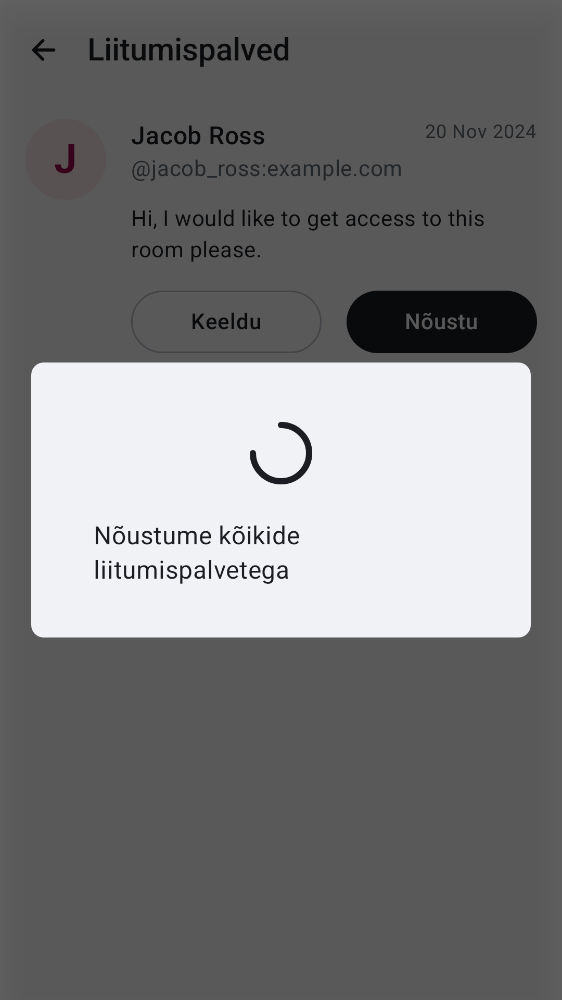 Liitumispalved
J
Jacob Ross
20 Nov 2024
@jacob_ross:example.com
Hi, I would like to get access to this
room please.
Keeldu
Nõustu
Nõustume kõikide
liitumispalvetega